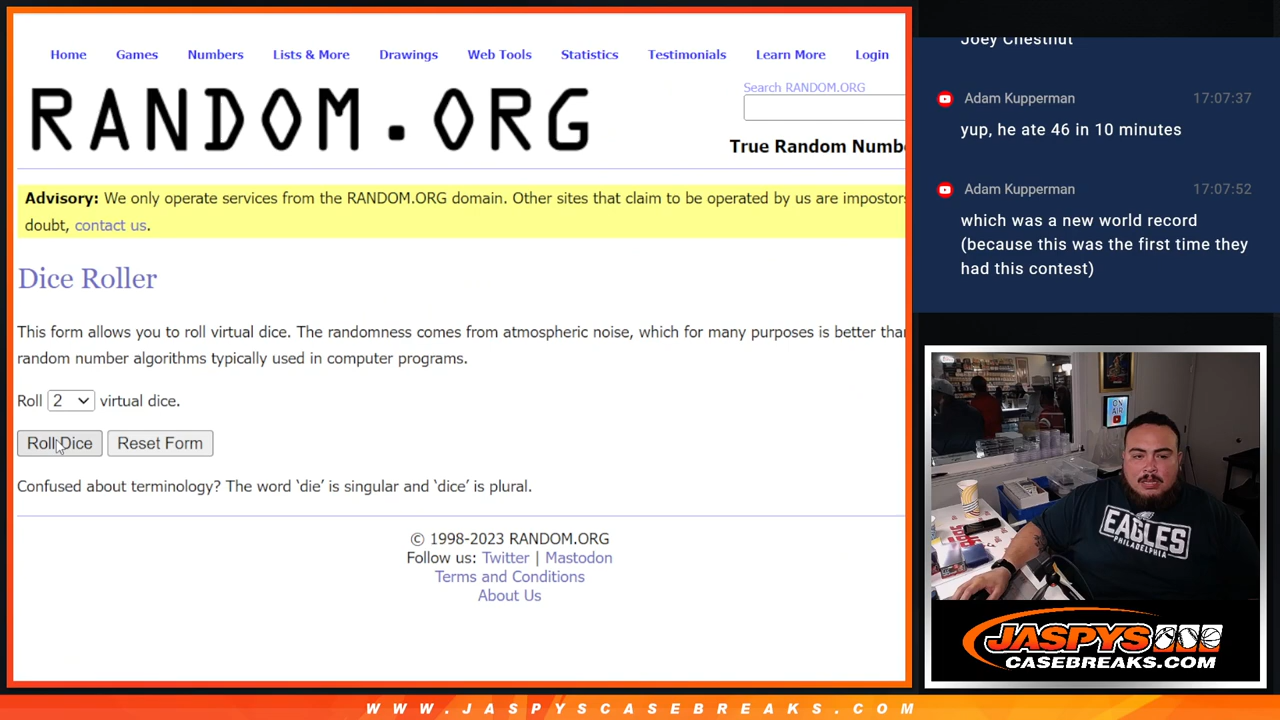 Home Games Numbers Lists & More Drawings Web Tools Statistics Testimonials Learn More Login
RANDOM.ORG
Search RANDOM.ORG
True Random Numb
Advisory: We only operate services from the RANDOM.ORG domain. Other sites that claim to be operated by us are impostors
doubt, contact us.
Dice Roller
This form allows you to roll virtual dice. The randomness comes from atmospheric noise, which for many purposes is better than
random number algorithms typically used in computer programs.
Roll 2 virtual dice.
Roll Dice Reset Form
Confused about terminology? The word ‘die’ is singular and ‘dice’ is plural.
© 1998-2023 RANDOM.ORG
Follow us: Twitter | Mastodon
Terms and Conditions
About Us
Joey Chestnut
Adam Kupperman 17:07:37
yup, he ate 46 in 10 minutes
Adam Kupperman 17:07:52
which was a new world record
(because this was the first time they
had this contest)
ON
AIR
EAGLES
PHILADELPHIA
JASPYS
CASEBREAKS.COM
WWW.JASPYSCASEBREAKS.COM